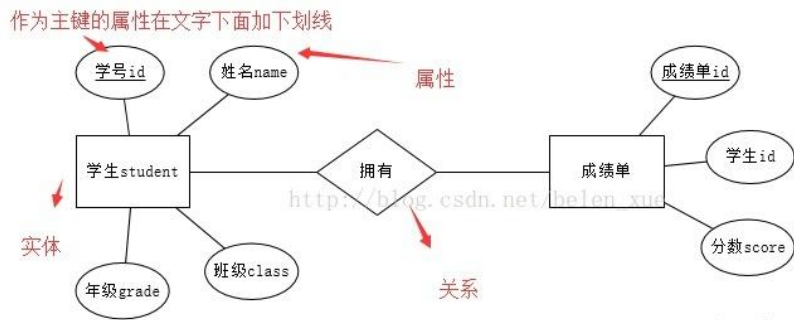 作为主键的属性在文字下面加下划线
学号id
姓名name
属性
成绩单id
学生student
拥有
成绩单
学生id
http://blog.csdn.net/belen_xue
实体
年级grade
班级class
关系
分数score